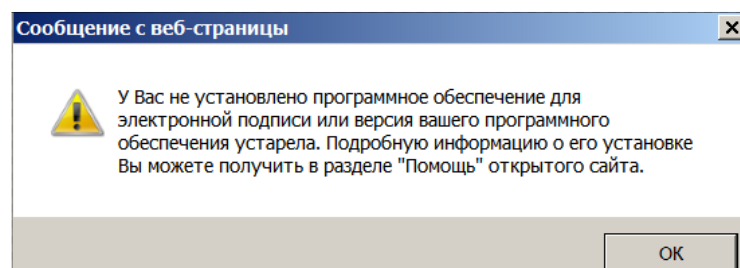 Сообщение с веб-страницы
У Вас не установлено программное обеспечение для
электронной подписи или версия вашего программного
обеспечения устарела. Подробную информацию о его установке
Вы можете получить в разделе "Помощь" открытого сайта.
ОК